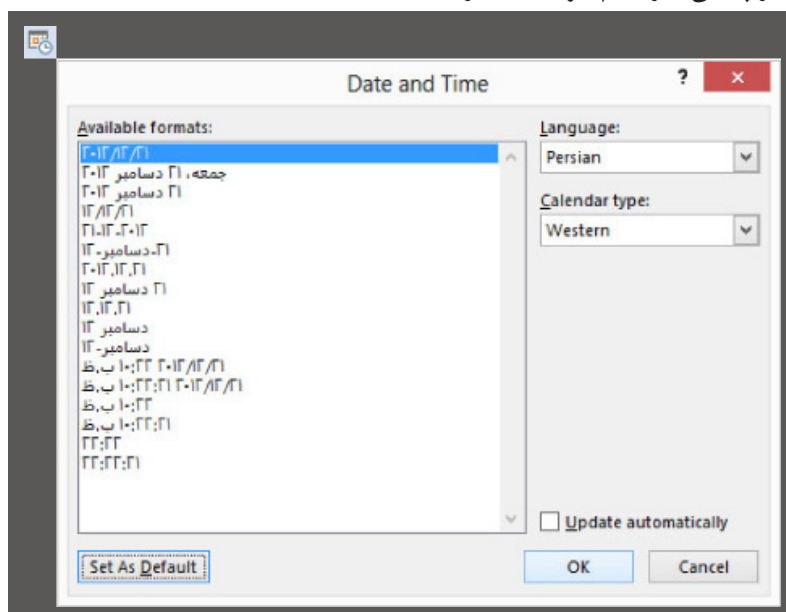 Date and Time
?
Available formats:
۲۰۱۲/۱۲/۲۱
جمعه، ۲۱ دسامبر ۲۰۱۲
۲۱ دسامبر ۲۰۱۲
۱۲/۱۲/۲۱
۲۱-۱۲-۲۰۱۲
۲۱-دسامبر-۱۲
۲۰۱۲,۱۲,۲۱
۲۱ دسامبر ۱۲
۱۲,۱۲,۲۱
دسامبر ۱۲
دسامبر-۱۲
۲۰۱۲/۱۲/۲۱ ۱۰:۲۲ ب.ظ
۲۰۱۲/۱۲/۲۱ ۱۰:۲۲:۲۱ ب.ظ
۱۰:۲۲ ب.ظ
۱۰:۲۲:۲۱ ب.ظ
۲۲:۲۲
۲۲:۲۲:۲۱
Language:
Persian
Calendar type:
Western
Update automatically
Set As Default
OK
Cancel